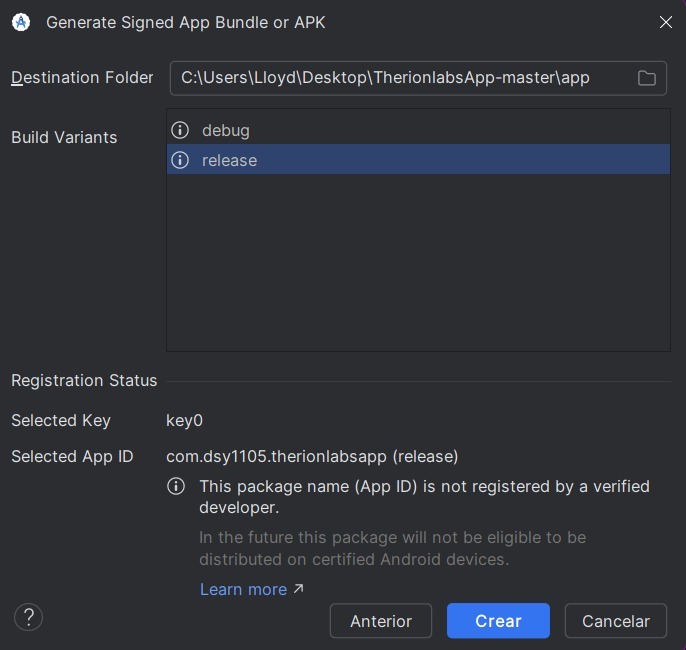 Generate Signed App Bundle or APK
Destination Folder C:\Users\Lloyd\Desktop\TherionlabsApp-master\app
Build Variants
debug
release
Registration Status
Selected Key key0
Selected App ID com.dsy1105.therionlabsapp (release)
This package name (App ID) is not registered by a verified
developer.
In the future this package will not be eligible to be
distributed on certified Android devices.
Learn more ↗
? Anterior Crear Cancelar